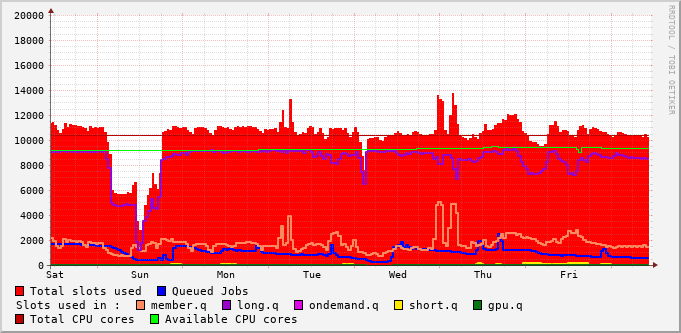 20000
18000
16000
14000
12000
10000
8000
6000
4000
2000
0
Sat Sun Mon Tue Wed Thu Fri
RRDTOOL / TOBI OETIKER
Total slots used Queued Jobs
Slots used in : member.q long.q ondemand.q short.q gpu.q
Total CPU cores Available CPU cores